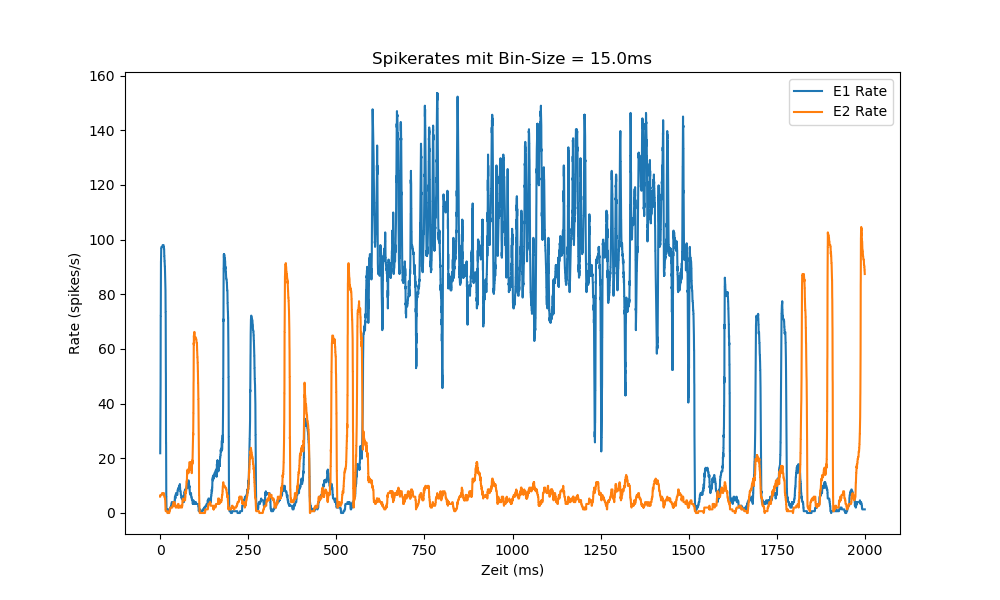 Spikerates mit Bin-Size = 15.0ms
E1 Rate
E2 Rate
160
140
120
100
80
60
40
20
0
Rate (spikes/s)
0 250 500 750 1000 1250 1500 1750 2000
Zeit (ms)